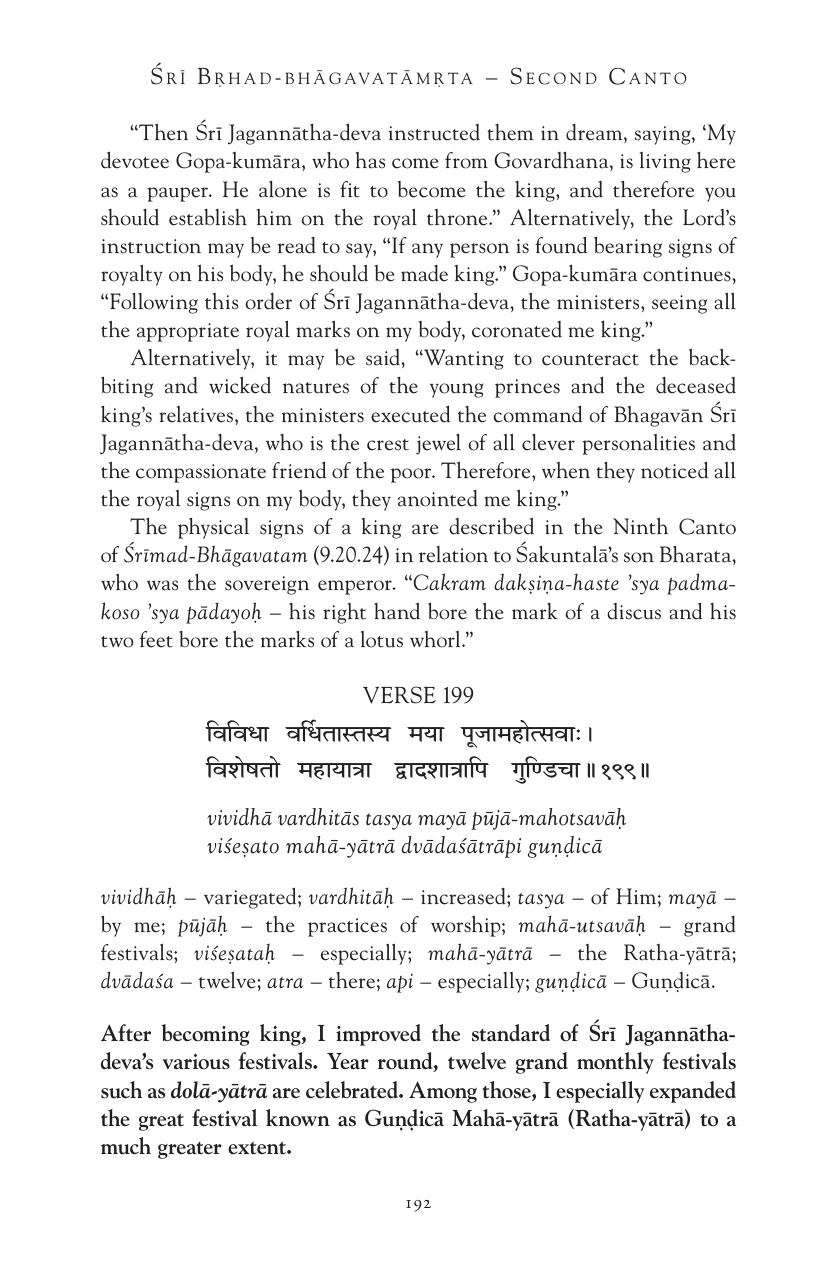 Śrī Bṛhad-bhāgavatāmṛta – Second Canto
“Then Śrī Jagannātha-deva instructed them in dream, saying, ‘My
devotee Gopa-kumāra, who has come from Govardhana, is living here
as a pauper. He alone is fit to become the king, and therefore you
should establish him on the royal throne.” Alternatively, the Lord’s
instruction may be read to say, “If any person is found bearing signs of
royalty on his body, he should be made king.” Gopa-kumāra continues,
“Following this order of Śrī Jagannātha-deva, the ministers, seeing all
the appropriate royal marks on my body, coronated me king.”
Alternatively, it may be said, “Wanting to counteract the back-
biting and wicked natures of the young princes and the deceased
king’s relatives, the ministers executed the command of Bhagavān Śrī
Jagannātha-deva, who is the crest jewel of all clever personalities and
the compassionate friend of the poor. Therefore, when they noticed all
the royal signs on my body, they anointed me king.”
The physical signs of a king are described in the Ninth Canto
of Śrīmad-Bhāgavatam (9.20.24) in relation to Śakuntalā’s son Bharata,
who was the sovereign emperor. “Cakram dakṣiṇa-haste ’sya padma-
koso ’sya pādayoḥ – his right hand bore the mark of a discus and his
two feet bore the marks of a lotus whorl.”
VERSE 199
विविधा वर्धितास्तस्य मया पूजामहोत्सवाः।
विशेषतो महायात्रा द्वादशात्रापि गुण्डिचा॥१९९॥
vividhā vardhitās tasya mayā pūjā-mahotsavāḥ
viśeṣato mahā-yātrā dvādaśātrāpi guṇḍicā
vividhāḥ – variegated; vardhitāḥ – increased; tasya – of Him; mayā –
by me; pūjāḥ – the practices of worship; mahā-utsavāḥ – grand
festivals; viśeṣataḥ – especially; mahā-yātrā – the Ratha-yātrā;
dvādaśa – twelve; atra – there; api – especially; guṇḍicā – Guṇḍicā.
After becoming king, I improved the standard of Śrī Jagannātha-
deva’s various festivals. Year round, twelve grand monthly festivals
such as dolā-yātrā are celebrated. Among those, I especially expanded
the great festival known as Guṇḍicā Mahā-yātrā (Ratha-yātrā) to a
much greater extent.
192